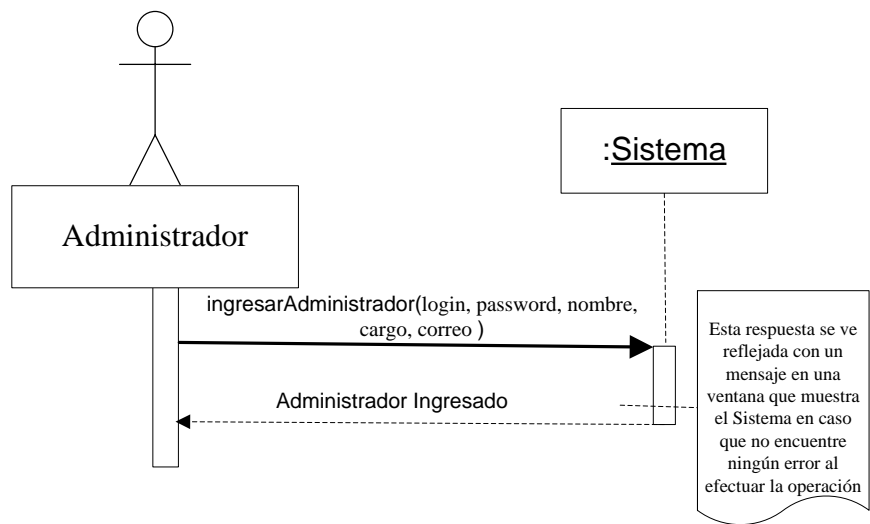 :Sistema
Administrador
ingresarAdministrador(login, password, nombre,
cargo, correo )
Administrador Ingresado
Esta respuesta se ve
reflejada con un
mensaje en una
ventana que muestra
el Sistema en caso
que no encuentre
ningún error al
efectuar la operación